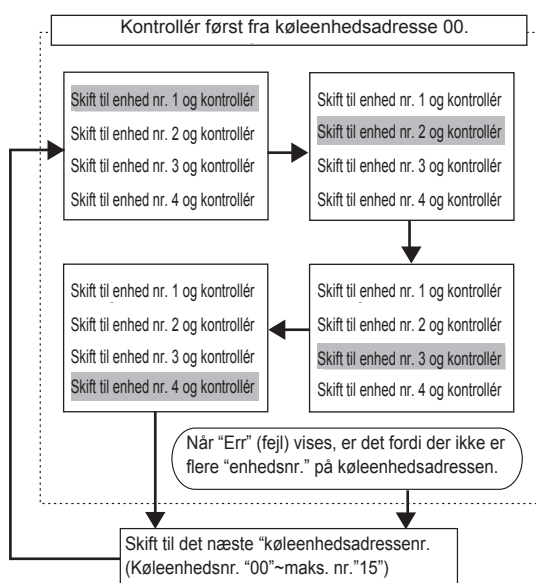 Kontrollér først fra køleenhedsadresse 00.
Skift til enhed nr. 1 og kontrollér
Skift til enhed nr. 2 og kontrollér
Skift til enhed nr. 3 og kontrollér
Skift til enhed nr. 4 og kontrollér
Skift til enhed nr. 1 og kontrollér
Skift til enhed nr. 2 og kontrollér
Skift til enhed nr. 3 og kontrollér
Skift til enhed nr. 4 og kontrollér
Skift til enhed nr. 1 og kontrollér
Skift til enhed nr. 2 og kontrollér
Skift til enhed nr. 3 og kontrollér
Skift til enhed nr. 4 og kontrollér
Skift til enhed nr. 1 og kontrollér
Skift til enhed nr. 2 og kontrollér
Skift til enhed nr. 3 og kontrollér
Skift til enhed nr. 4 og kontrollér
Når “Err” (fejl) vises, er det fordi der ikke er
flere “enhedsnr.” på køleenhedsadressen.
Skift til det næste “køleenhedsadressenr.
(Køleenhedsnr. “00”~maks. nr.”15”)